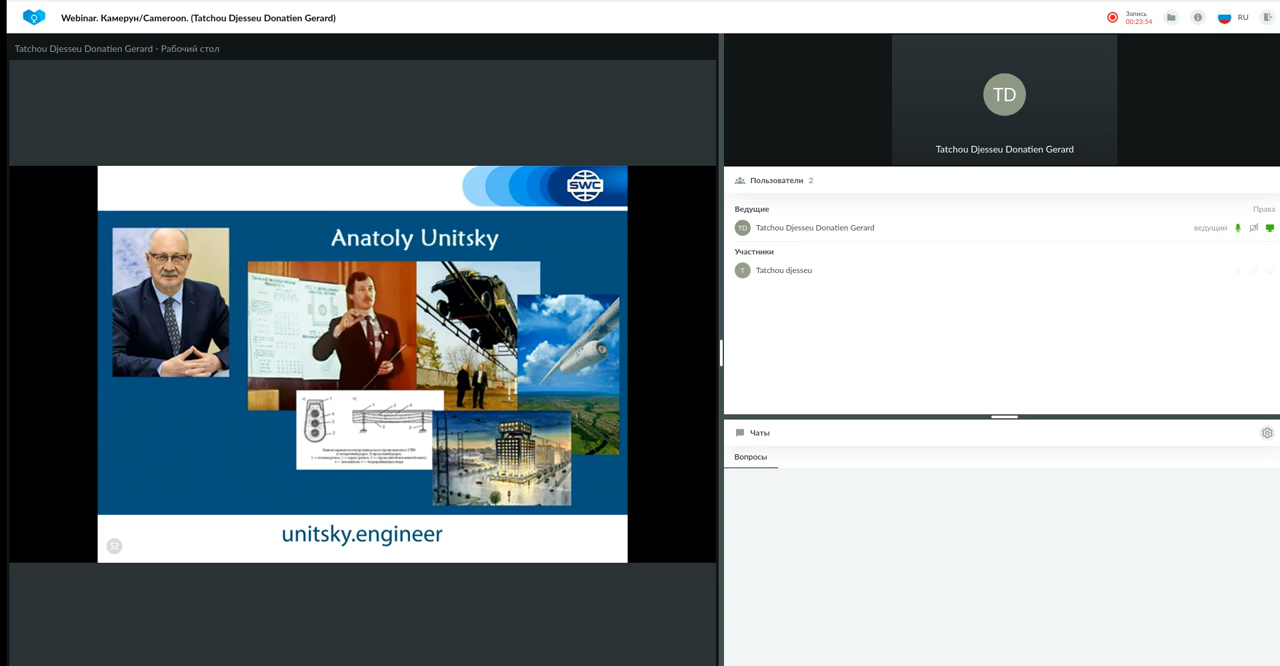 Webinar. Камерун/Cameroon. (Tatchou Djesseu Donatien Gerard)
Запись
00:23:54
RU
Tatchou Djesseu Donatien Gerard - Рабочий стол
TD
Tatchou Djesseu Donatien Gerard
SWC
Anatoly Unitsky
unitsky.engineer
Пользователи 2
Ведущие Права
TD Tatchou Djesseu Donatien Gerard ведущий
Участники
T Tatchou djesseu
Чаты
Вопросы